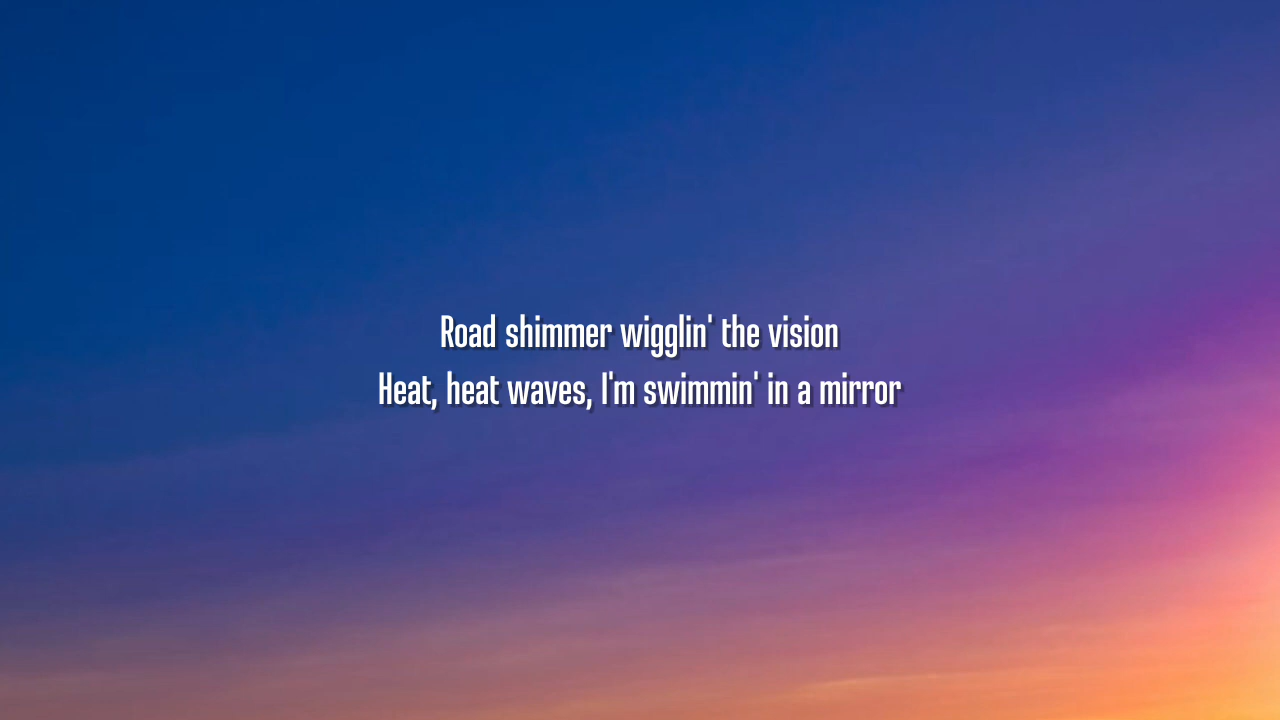 Road shimmer wigglin' the vision
Heat, heat waves, I'm swimmin' in a mirror